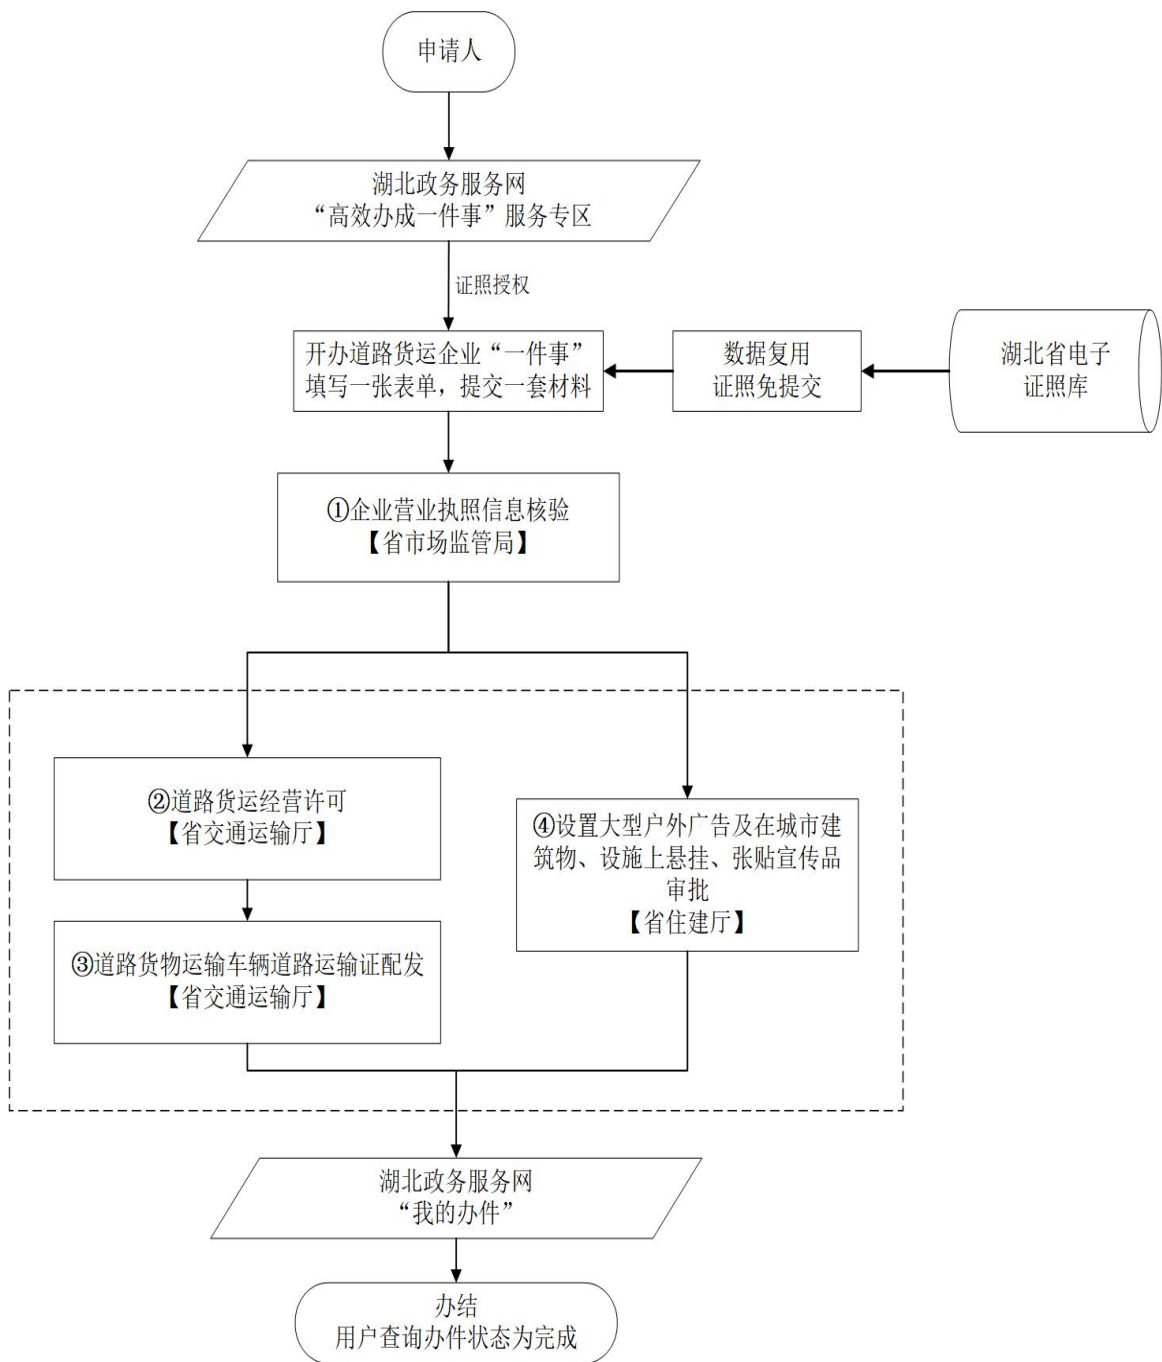 申请人
湖北政务服务网
“高效办成一件事”服务专区
证照授权
开办道路货运企业“一件事”
填写一张表单，提交一套材料
数据复用
证照免提交
湖北省电子
证照库
①企业营业执照信息核验
【省市场监管局】
②道路货运经营许可
【省交通运输厅】
③道路货物运输车辆道路运输证配发
【省交通运输厅】
④设置大型户外广告及在城市建
筑物、设施上悬挂、张贴宣传品
审批
【省住建厅】
湖北政务服务网
“我的办件”
办结
用户查询办件状态为完成